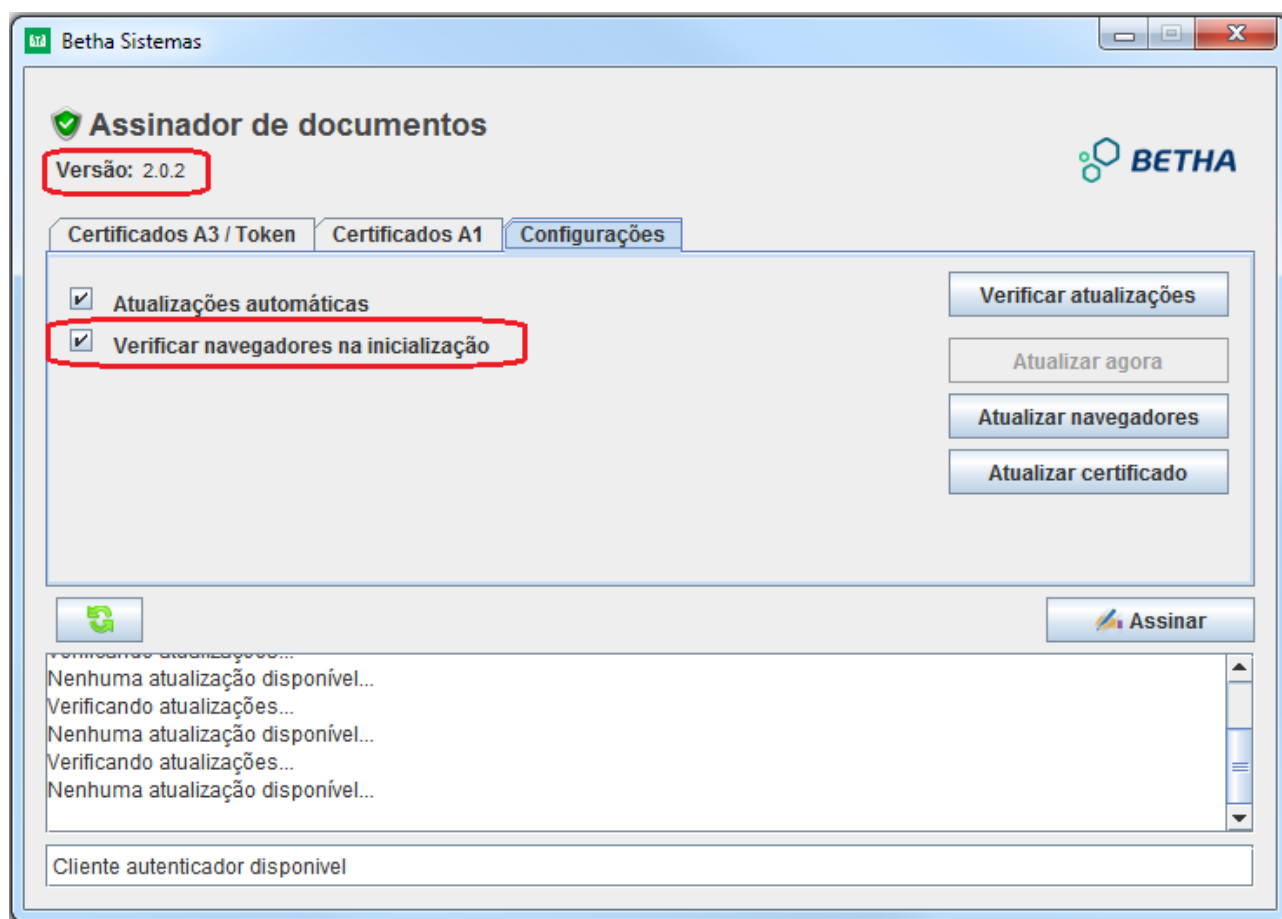 Betha Sistemas
Assinador de documentos
Versão: 2.0.2
BETHA
Certificados A3 / Token Certificados A1 Configurações
Atualizações automáticas
Verificar navegadores na inicialização
Verificar atualizações
Atualizar agora
Atualizar navegadores
Atualizar certificado
Assinar
Verificando atualizações...
Nenhuma atualização disponível...
Verificando atualizações...
Nenhuma atualização disponível...
Verificando atualizações...
Nenhuma atualização disponível...
Cliente autenticador disponivel